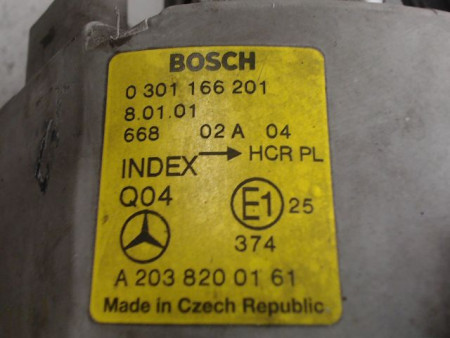 BOSCH
0 301 166 201
8.01.01
668 02 A 04
INDEX → HCR PL
Q04 E1 25
374
A 203 820 01 61
Made in Czech Republic